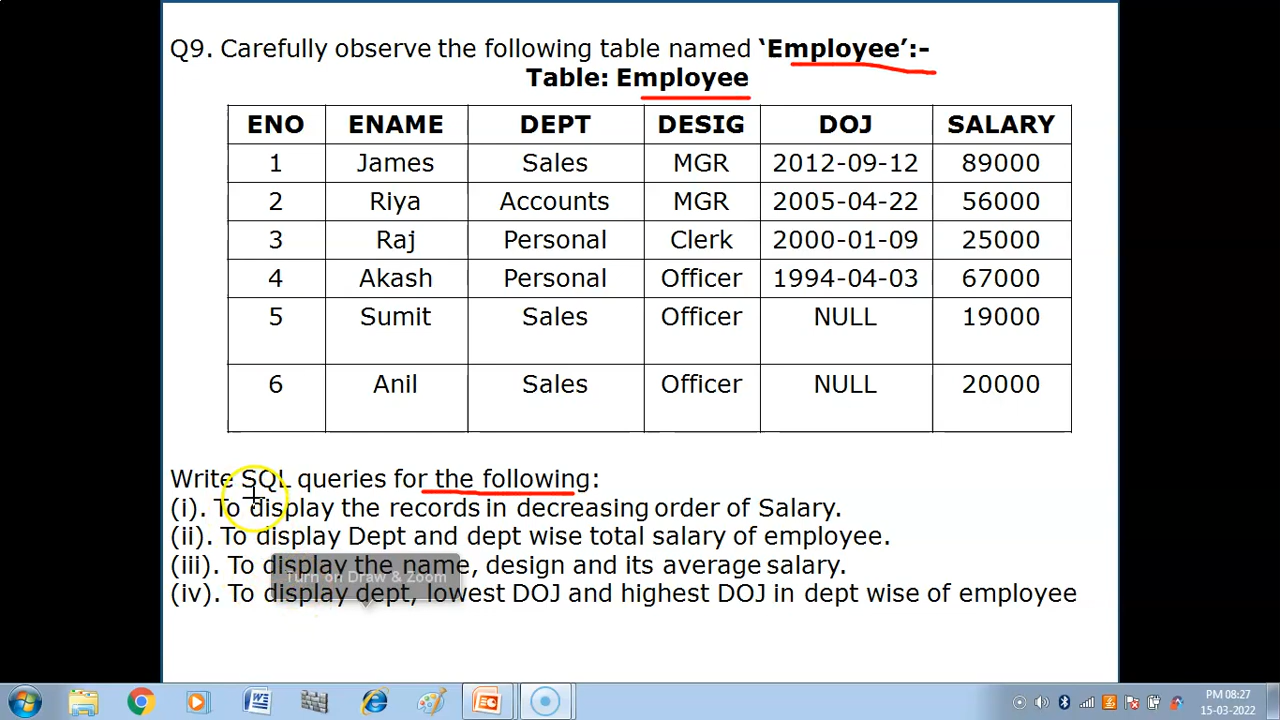 Q9. Carefully observe the following table named ‘Employee’:-
Table: Employee
ENO ENAME DEPT DESIG DOJ SALARY
1 James Sales MGR 2012-09-12 89000
2 Riya Accounts MGR 2005-04-22 56000
3 Raj Personal Clerk 2000-01-09 25000
4 Akash Personal Officer 1994-04-03 67000
5 Sumit Sales Officer NULL 19000
6 Anil Sales Officer NULL 20000
Write SQL queries for the following:
(i). To display the records in decreasing order of Salary.
(ii). To display Dept and dept wise total salary of employee.
(iii). To display the name, design and its average salary.
Turn on Draw & Zoom
(iv). To display dept, lowest DOJ and highest DOJ in dept wise of employee
PM 08:27
15-03-2022